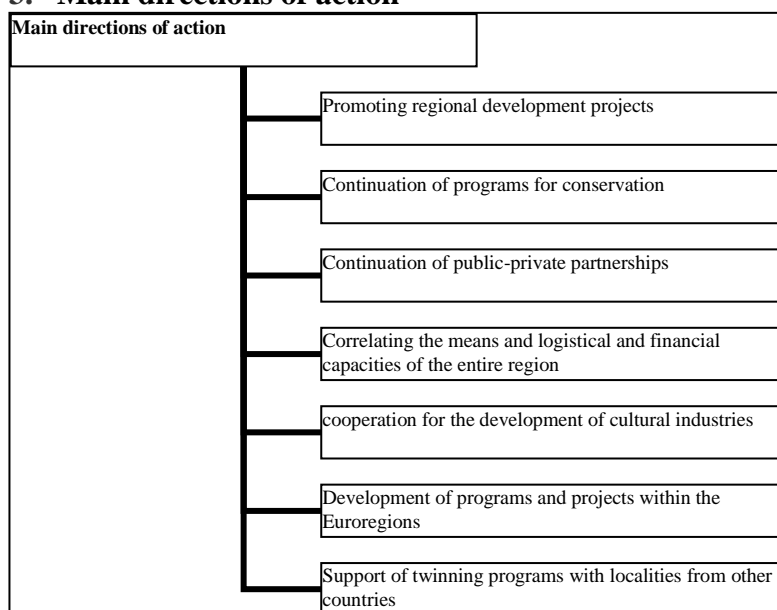 3. Main directions of action
Main directions of action
Promoting regional development projects
Continuation of programs for conservation
Continuation of public-private partnerships
Correlating the means and logistical and financial
capacities of the entire region
cooperation for the development of cultural industries
Development of programs and projects within the
Euroregions
Support of twinning programs with localities from other
countries